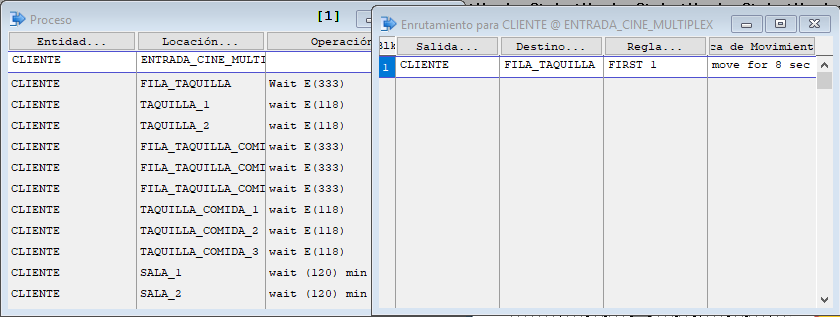 Proceso [1]
Entidad... Locación... Operación
CLIENTE ENTRADA_CINE_MULTI
CLIENTE FILA_TAQUILLA Wait E(333)
CLIENTE TAQUILLA_1 wait E(118)
CLIENTE TAQUILLA_2 wait E(118)
CLIENTE FILA_TAQUILLA_COMI wait E(333)
CLIENTE FILA_TAQUILLA_COMI wait E(333)
CLIENTE FILA_TAQUILLA_COMI wait E(333)
CLIENTE TAQUILLA_COMIDA_1 wait E(118)
CLIENTE TAQUILLA_COMIDA_2 wait E(118)
CLIENTE TAQUILLA_COMIDA_3 wait E(118)
CLIENTE SALA_1 wait (120) min
CLIENTE SALA_2 wait (120) min
Enrutamiento para CLIENTE @ ENTRADA_CINE_MULTIPLEX
Blk Salida... Destino... Regla... ca de Movimient
1 CLIENTE FILA_TAQUILLA FIRST 1 move for 8 sec